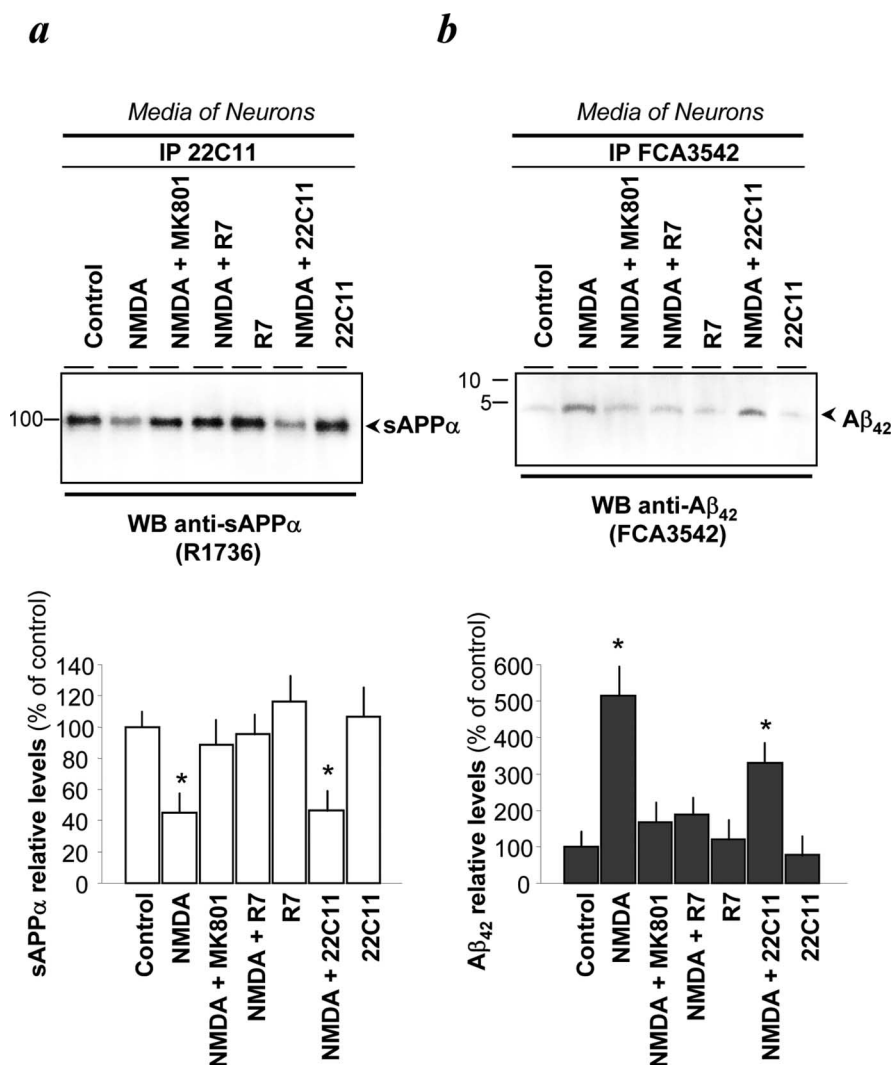 a
Media of Neurons
IP 22C11
Control
NMDA
NMDA + MK801
NMDA + R7
R7
NMDA + 22C11
22C11
100
sAPPα
WB anti-sAPPα
(R1736)
sAPPα relative levels (% of control)
140
120
100
80
60
40
20
0
*
*
Control
NMDA
NMDA + MK801
NMDA + R7
R7
NMDA + 22C11
22C11
b
Media of Neurons
IP FCA3542
Control
NMDA
NMDA + MK801
NMDA + R7
R7
NMDA + 22C11
22C11
10
5
Aβ42
WB anti-Aβ42
(FCA3542)
Aβ42 relative levels (% of control)
600
500
400
300
200
100
0
*
*
Control
NMDA
NMDA + MK801
NMDA + R7
R7
NMDA + 22C11
22C11